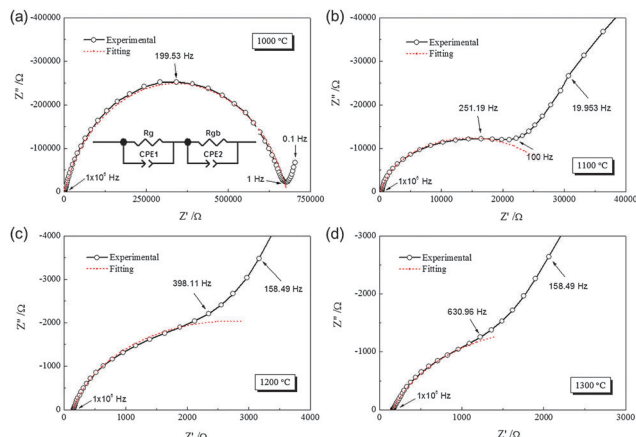 (a)
1000 °C
Experimental
Fitting
199.53 Hz
Rg
Rgb
CPE1
CPE2
0.1 Hz
1 Hz
1x10⁵ Hz
Z" /Ω
-400000
-300000
-200000
-100000
0
0 150000 300000 450000 600000 750000
Z' /Ω
(b)
Experimental
Fitting
251.19 Hz
19.953 Hz
100 Hz
1x10⁵ Hz
1100 °C
Z" /Ω
-40000
-30000
-20000
-10000
0
0 10000 20000 30000 40000
Z' /Ω
(c)
Experimental
Fitting
398.11 Hz
158.49 Hz
1x10⁵ Hz
1200 °C
Z" /Ω
-4000
-3000
-2000
-1000
0
0 1000 2000 3000 4000
Z' /Ω
(d)
Experimental
Fitting
630.96 Hz
158.49 Hz
1x10⁵ Hz
1300 °C
Z" /Ω
-3000
-2000
-1000
0
0 1000 2000 3000
Z' /Ω